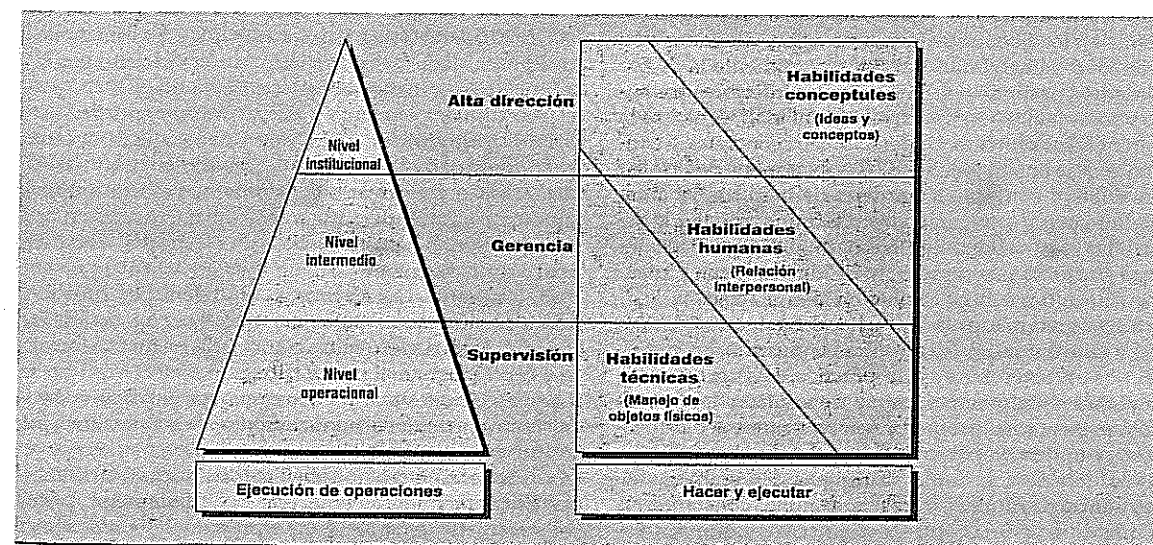 Nivel
institucional
Nivel
intermedio
Nivel
operacional
Ejecución de operaciones
Alta dirección
Gerencia
Supervisión
Habilidades
conceptules
(Ideas y
conceptos)
Habilidades
humanas
(Relación
interpersonal)
Habilidades
técnicas
(Manejo de
objetos físicos)
Hacer y ejecutar